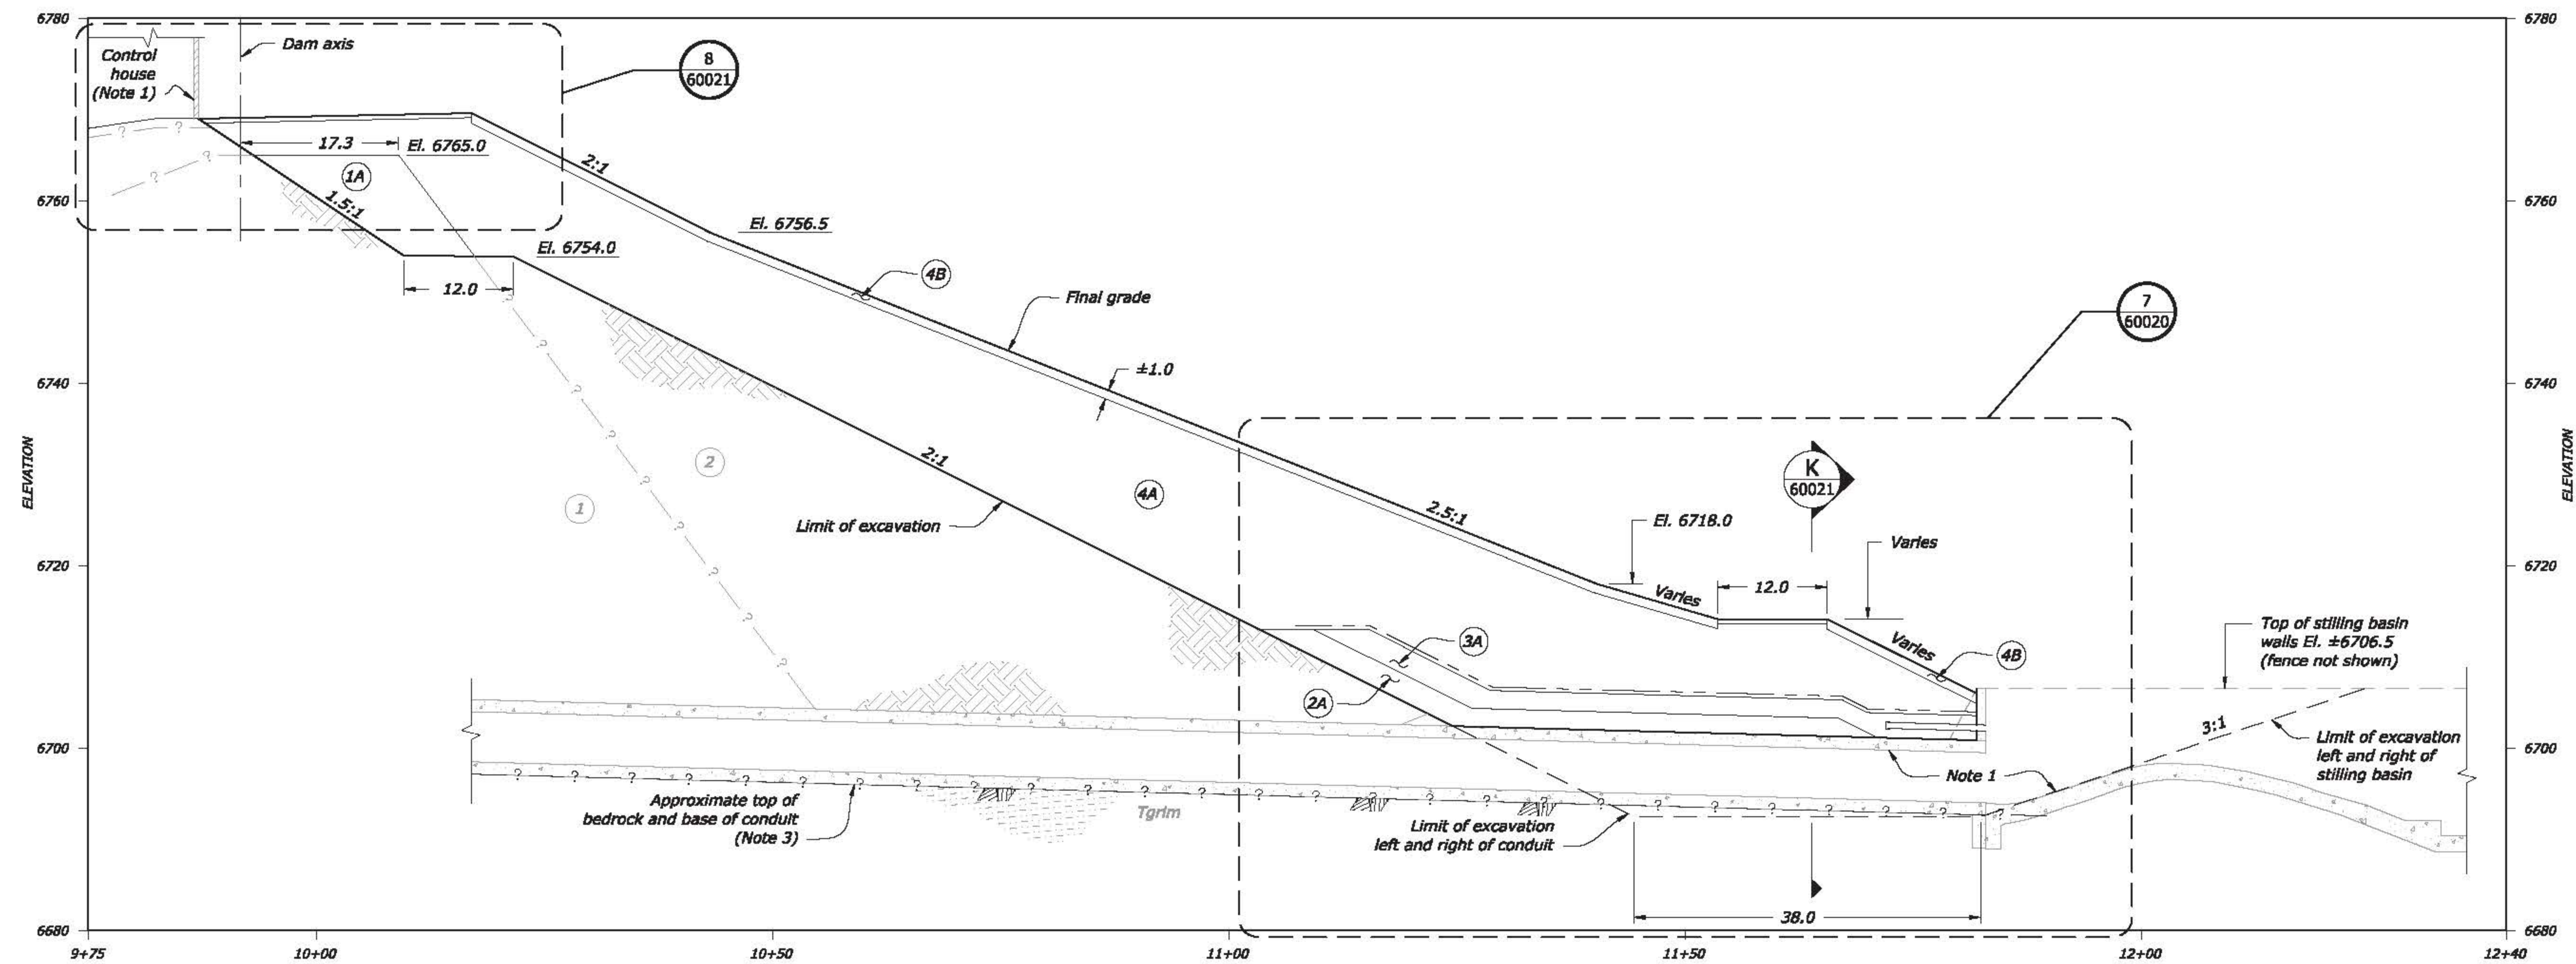 6780
6780
Control
house
(Note 1)
Dam axis
8
60021
17.3
El. 6765.0
1A
1.5:1
2:1
6760
6760
El. 6756.5
El. 6754.0
12.0
4B
Final grade
±1.0
7
60020
6740
6740
ELEVATION
ELEVATION
2
1
2:1
4A
Limit of excavation
K
60021
2.5:1
El. 6718.0
Varies
6720
6720
Varies
12.0
Varies
4B
3A
2A
Top of stilling basin
walls El. ±6706.5
(fence not shown)
3:1
Limit of excavation
left and right of
stilling basin
6700
6700
Note 1
Approximate top of
bedrock and base of conduit
(Note 3)
Tgrlm
Limit of excavation
left and right of conduit
38.0
6680
6680
9+75
10+00
10+50
11+00
11+50
12+00
12+40